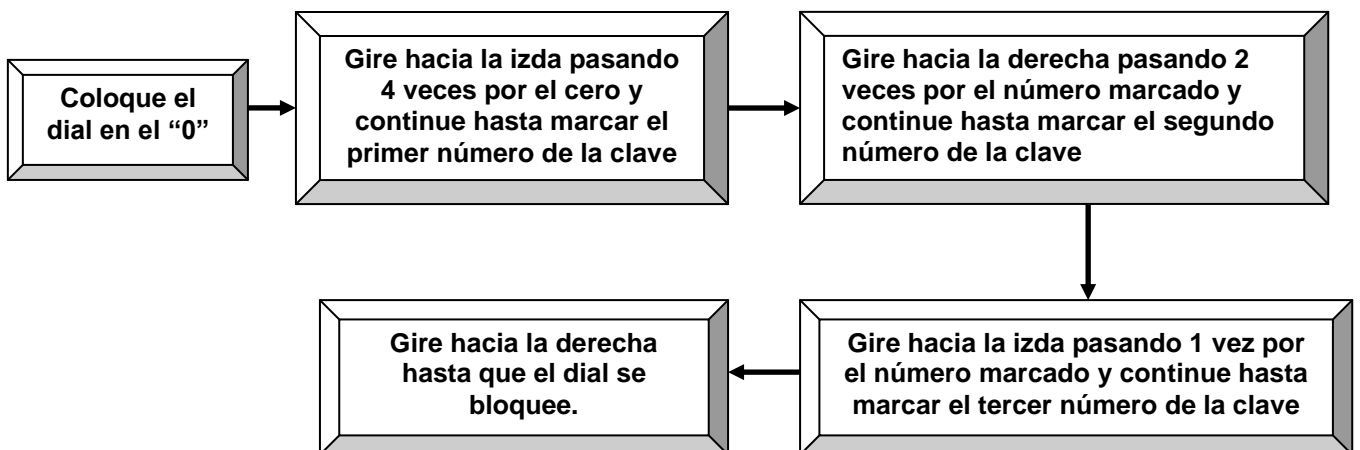 Coloque el
dial en el “0”
Gire hacia la izda pasando
4 veces por el cero y
continue hasta marcar el
primer número de la clave
Gire hacia la derecha pasando 2
veces por el número marcado y
continue hasta marcar el segundo
número de la clave
Gire hacia la izda pasando 1 vez por
el número marcado y continue hasta
marcar el tercer número de la clave
Gire hacia la derecha
hasta que el dial se
bloquee.